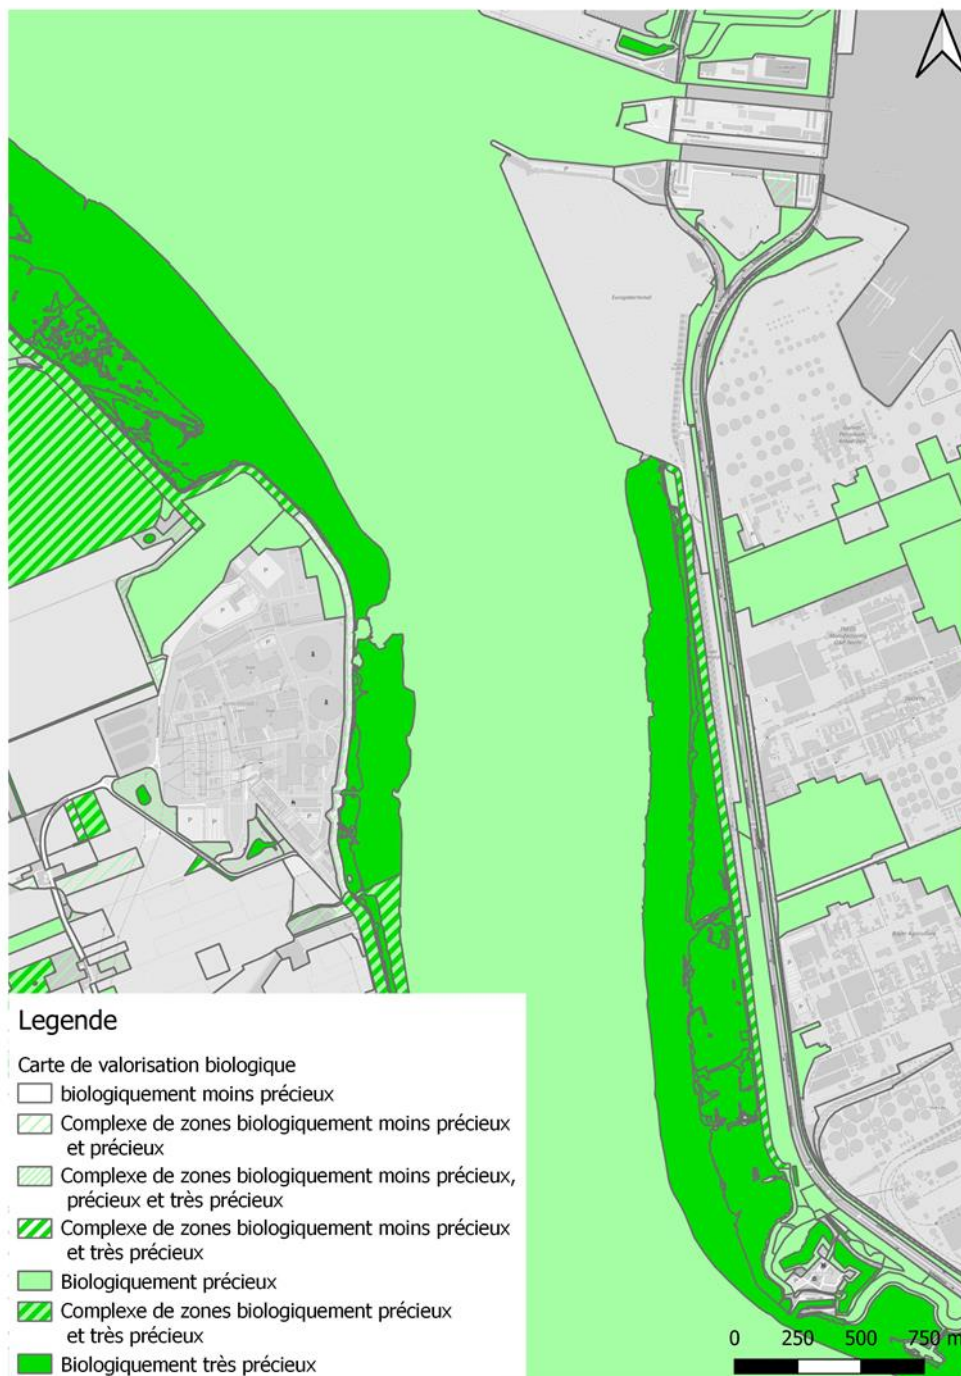 Europaterminal
P
P
P
P
P
Legende
Carte de valorisation biologique
biologiquement moins précieux
Complexe de zones biologiquement moins précieux
et précieux
Complexe de zones biologiquement moins précieux,
précieux et très précieux
Complexe de zones biologiquement moins précieux
et très précieux
Biologiquement précieux
Complexe de zones biologiquement précieux
et très précieux
Biologiquement très précieux
0 250 500 750 m